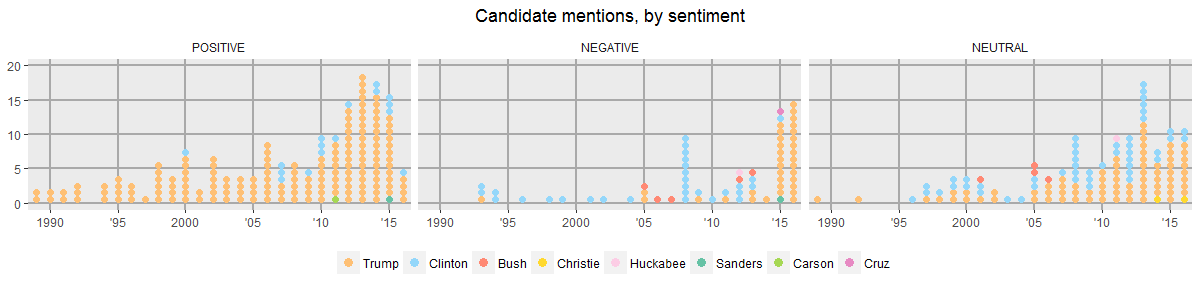 Candidate mentions, by sentiment
POSITIVE NEGATIVE NEUTRAL
20
15
10
5
0
1990 '95 2000 '05 '10 '15 1990 '95 2000 '05 '10 '15 1990 '95 2000 '05 '10 '15
Trump Clinton Bush Christie Huckabee Sanders Carson Cruz